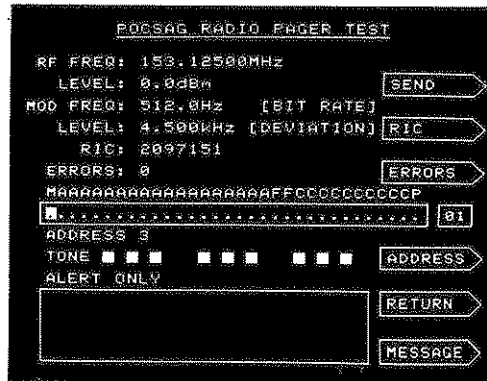 POCSAG RADIO PAGER TEST
RF FREQ: 153.12500MHz
LEVEL: 0.0dBm
SEND
MOD FREQ: 512.0Hz [BIT RATE]
LEVEL: 4.500kHz [DEVIATION]
RIC
RIC: 2097151
ERRORS: 0
ERRORS
MAAAAAAAAAAAAAAAAAAAFFCCCCCCCCCCP
01
ADDRESS 3
TONE
ADDRESS
ALERT ONLY
RETURN
MESSAGE